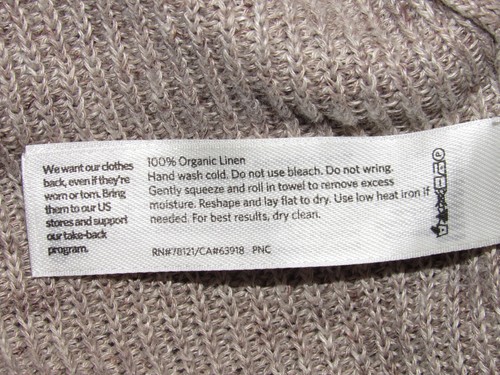 We want our clothes
back, even if they're
worn or torn. Bring
them to our US
stores and support
our take-back
program.
100% Organic Linen
Hand wash cold. Do not use bleach. Do not wring.
Gently squeeze and roll in towel to remove excess
moisture. Reshape and lay flat to dry. Use low heat iron if
needed. For best results, dry clean.
RN#78121/CA#63918 PNC